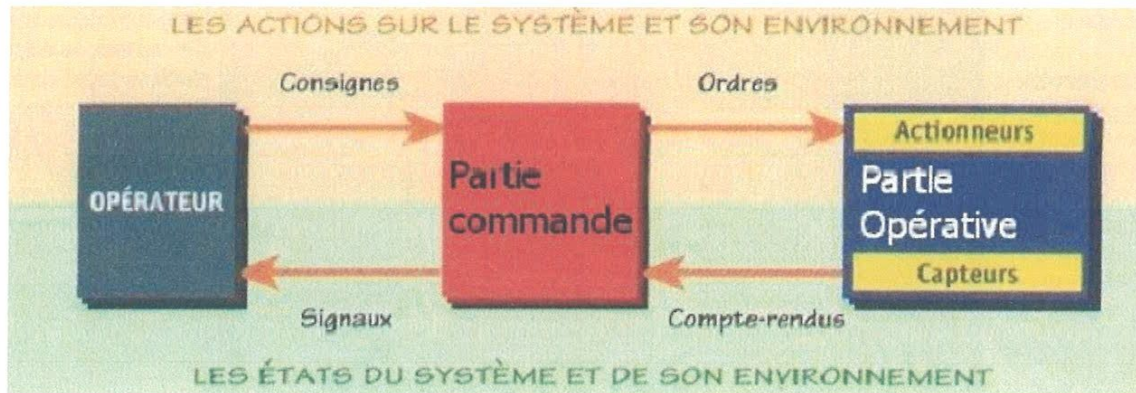 LES ACTIONS SUR LE SYSTÈME ET SON ENVIRONNEMENT
Consignes
Ordres
OPÉRATEUR
Partie
commande
Actionneurs
Partie
Opérative
Capteurs
Signaux
Compte-rendus
LES ÉTATS DU SYSTÈME ET DE SON ENVIRONNEMENT